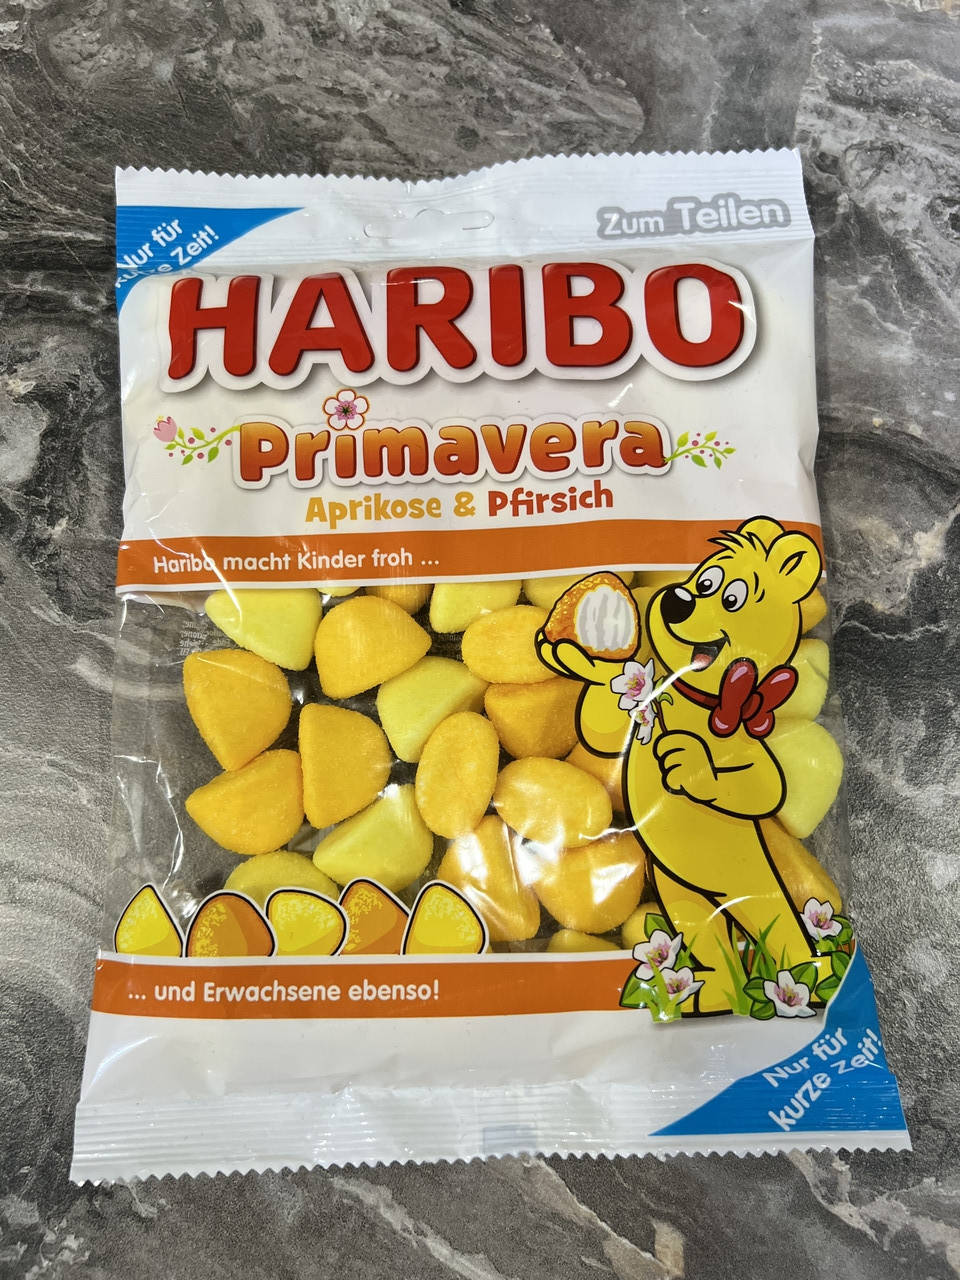 Nur für
kurze Zeit!
Zum Teilen
HARIBO
Primavera
Aprikose & Pfirsich
Haribo macht Kinder froh ...
... und Erwachsene ebenso!
Nur für
kurze Zeit!